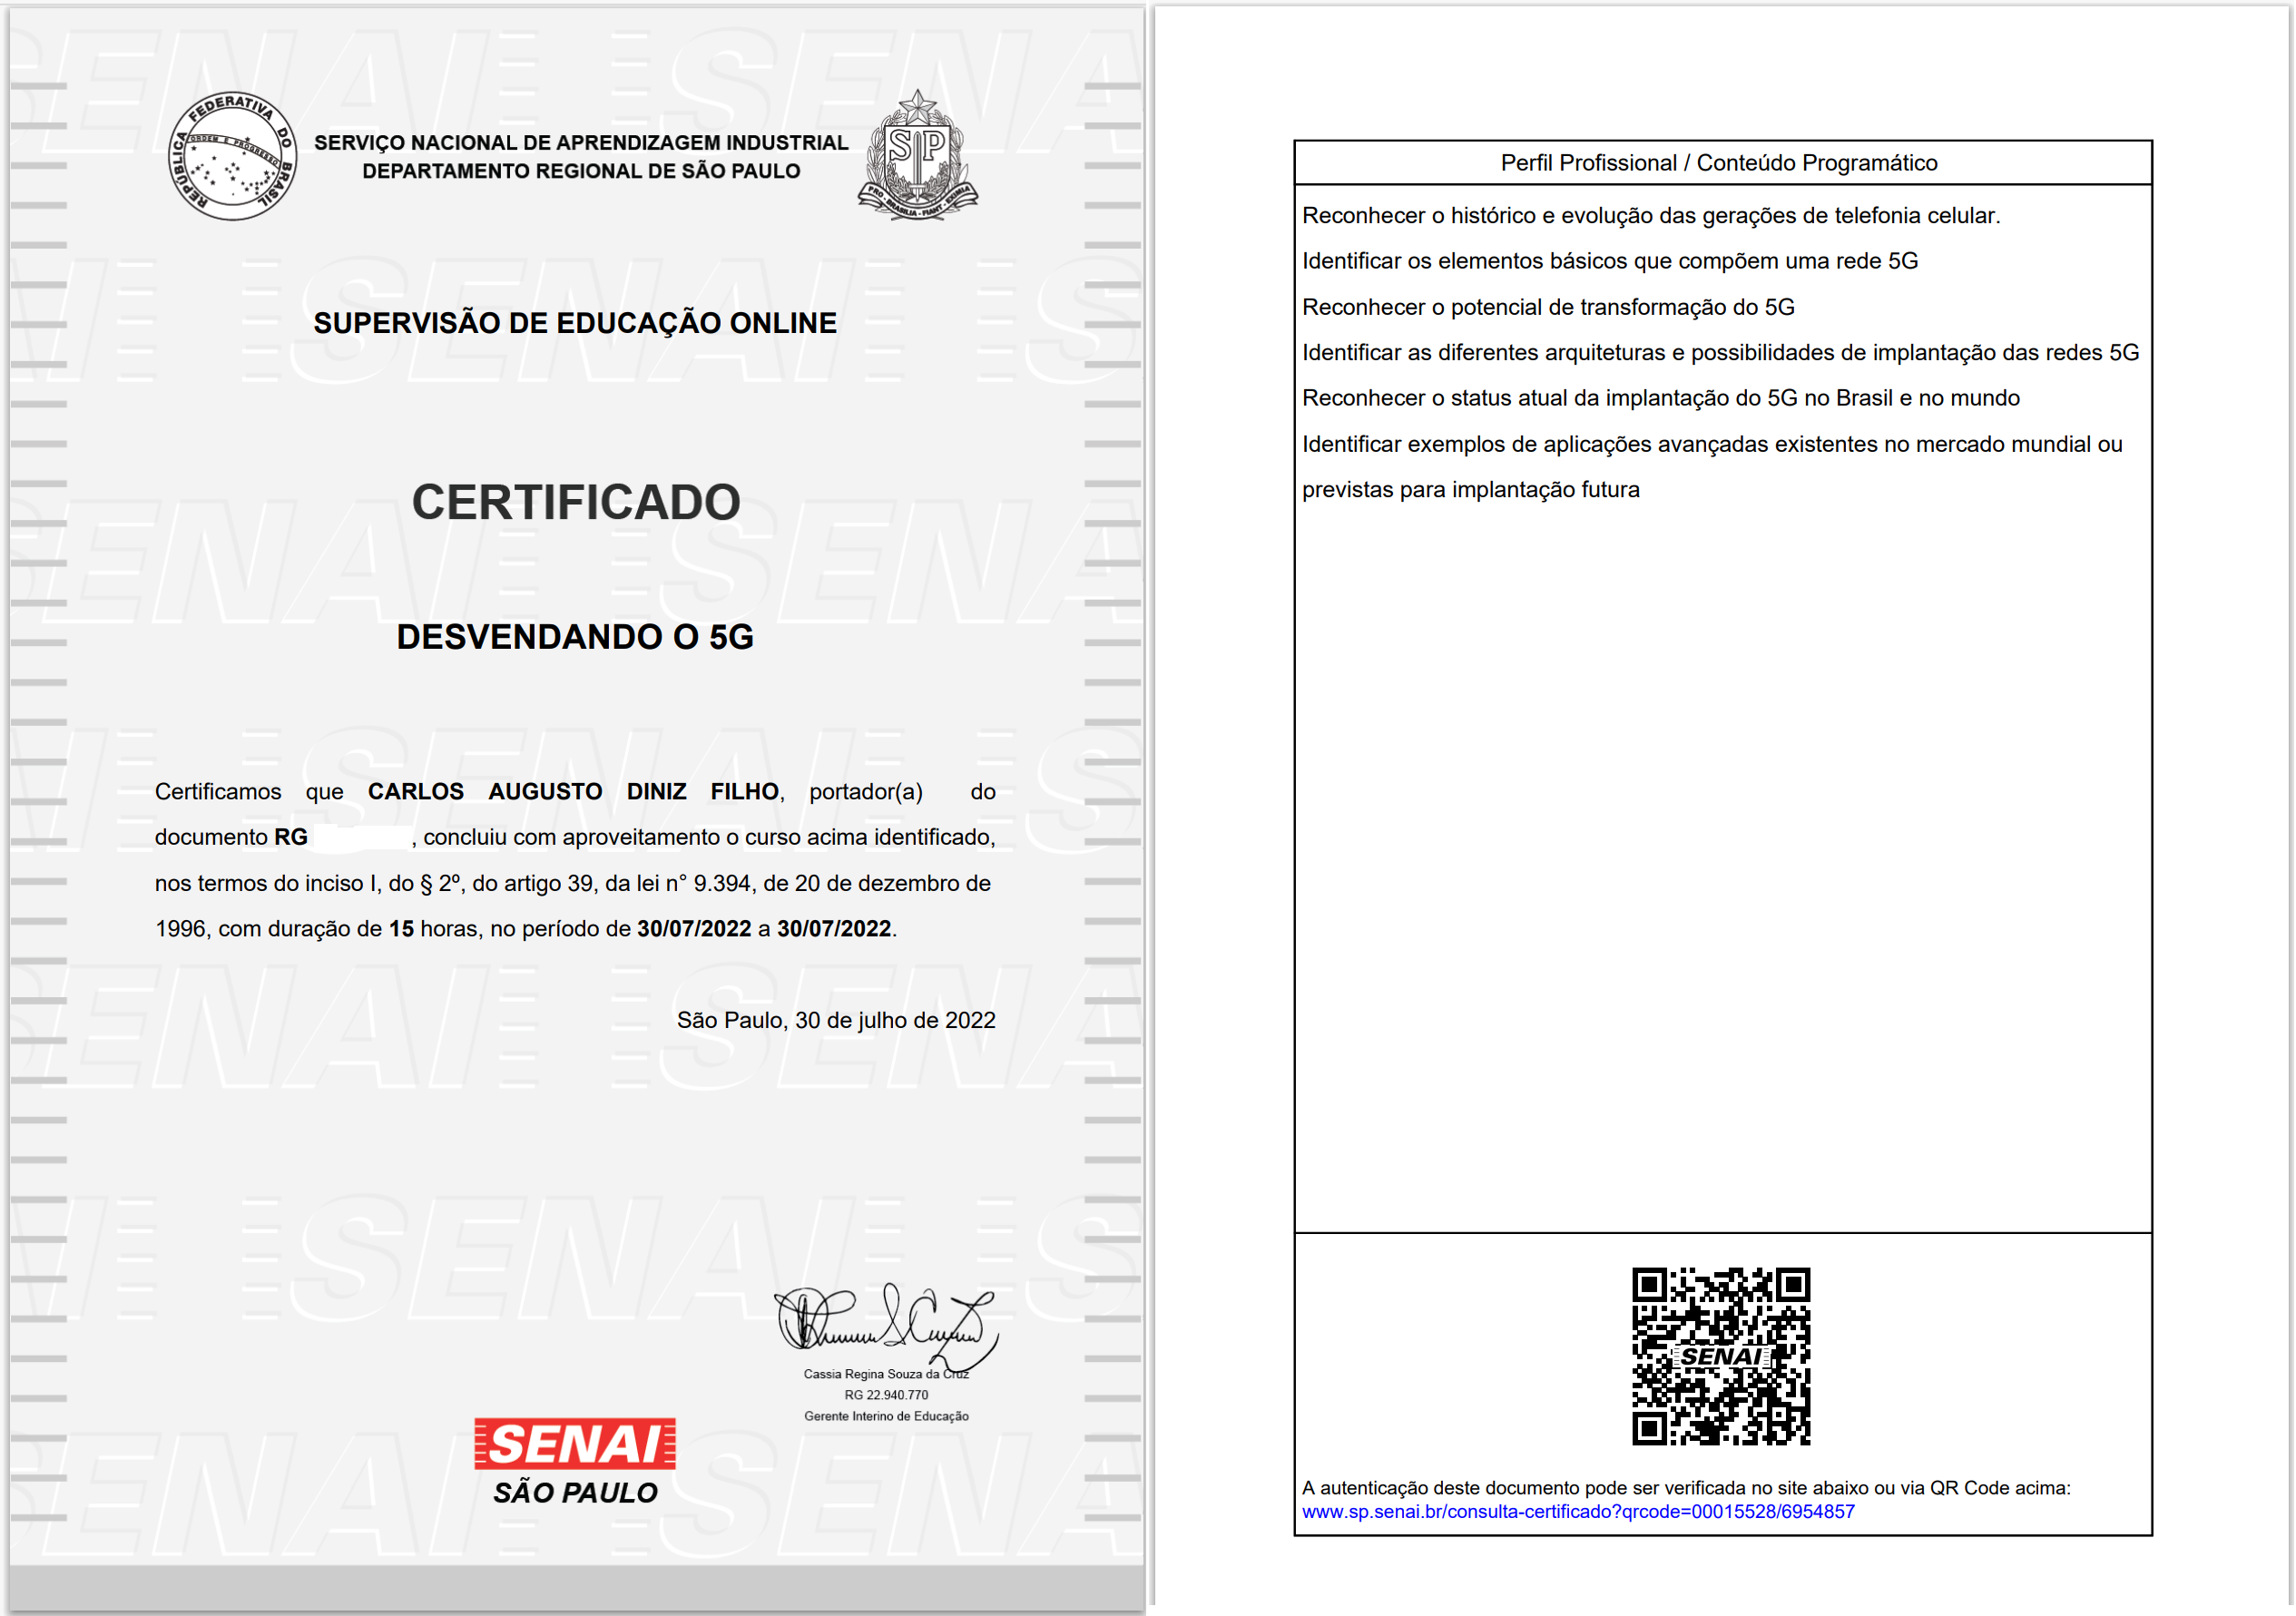 REPÚBLICA FEDERATIVA DO BRASIL
ORDEM E PROGRESSO
SERVIÇO NACIONAL DE APRENDIZAGEM INDUSTRIAL
DEPARTAMENTO REGIONAL DE SÃO PAULO
SP
PRO·BRASILIA·FIANT·EXIMIA
SUPERVISÃO DE EDUCAÇÃO ONLINE
CERTIFICADO
DESVENDANDO O 5G
Certificamos que CARLOS AUGUSTO DINIZ FILHO, portador(a) do
documento RG , concluiu com aproveitamento o curso acima identificado,
nos termos do inciso I, do § 2º, do artigo 39, da lei n° 9.394, de 20 de dezembro de
1996, com duração de 15 horas, no período de 30/07/2022 a 30/07/2022.
São Paulo, 30 de julho de 2022
Cassia Regina Souza da Cruz
RG 22.940.770
Gerente Interino de Educação
SENAI
SÃO PAULO
Perfil Profissional / Conteúdo Programático
Reconhecer o histórico e evolução das gerações de telefonia celular.
Identificar os elementos básicos que compõem uma rede 5G
Reconhecer o potencial de transformação do 5G
Identificar as diferentes arquiteturas e possibilidades de implantação das redes 5G
Reconhecer o status atual da implantação do 5G no Brasil e no mundo
Identificar exemplos de aplicações avançadas existentes no mercado mundial ou
previstas para implantação futura
SENAI
A autenticação deste documento pode ser verificada no site abaixo ou via QR Code acima:
www.sp.senai.br/consulta-certificado?qrcode=00015528/6954857